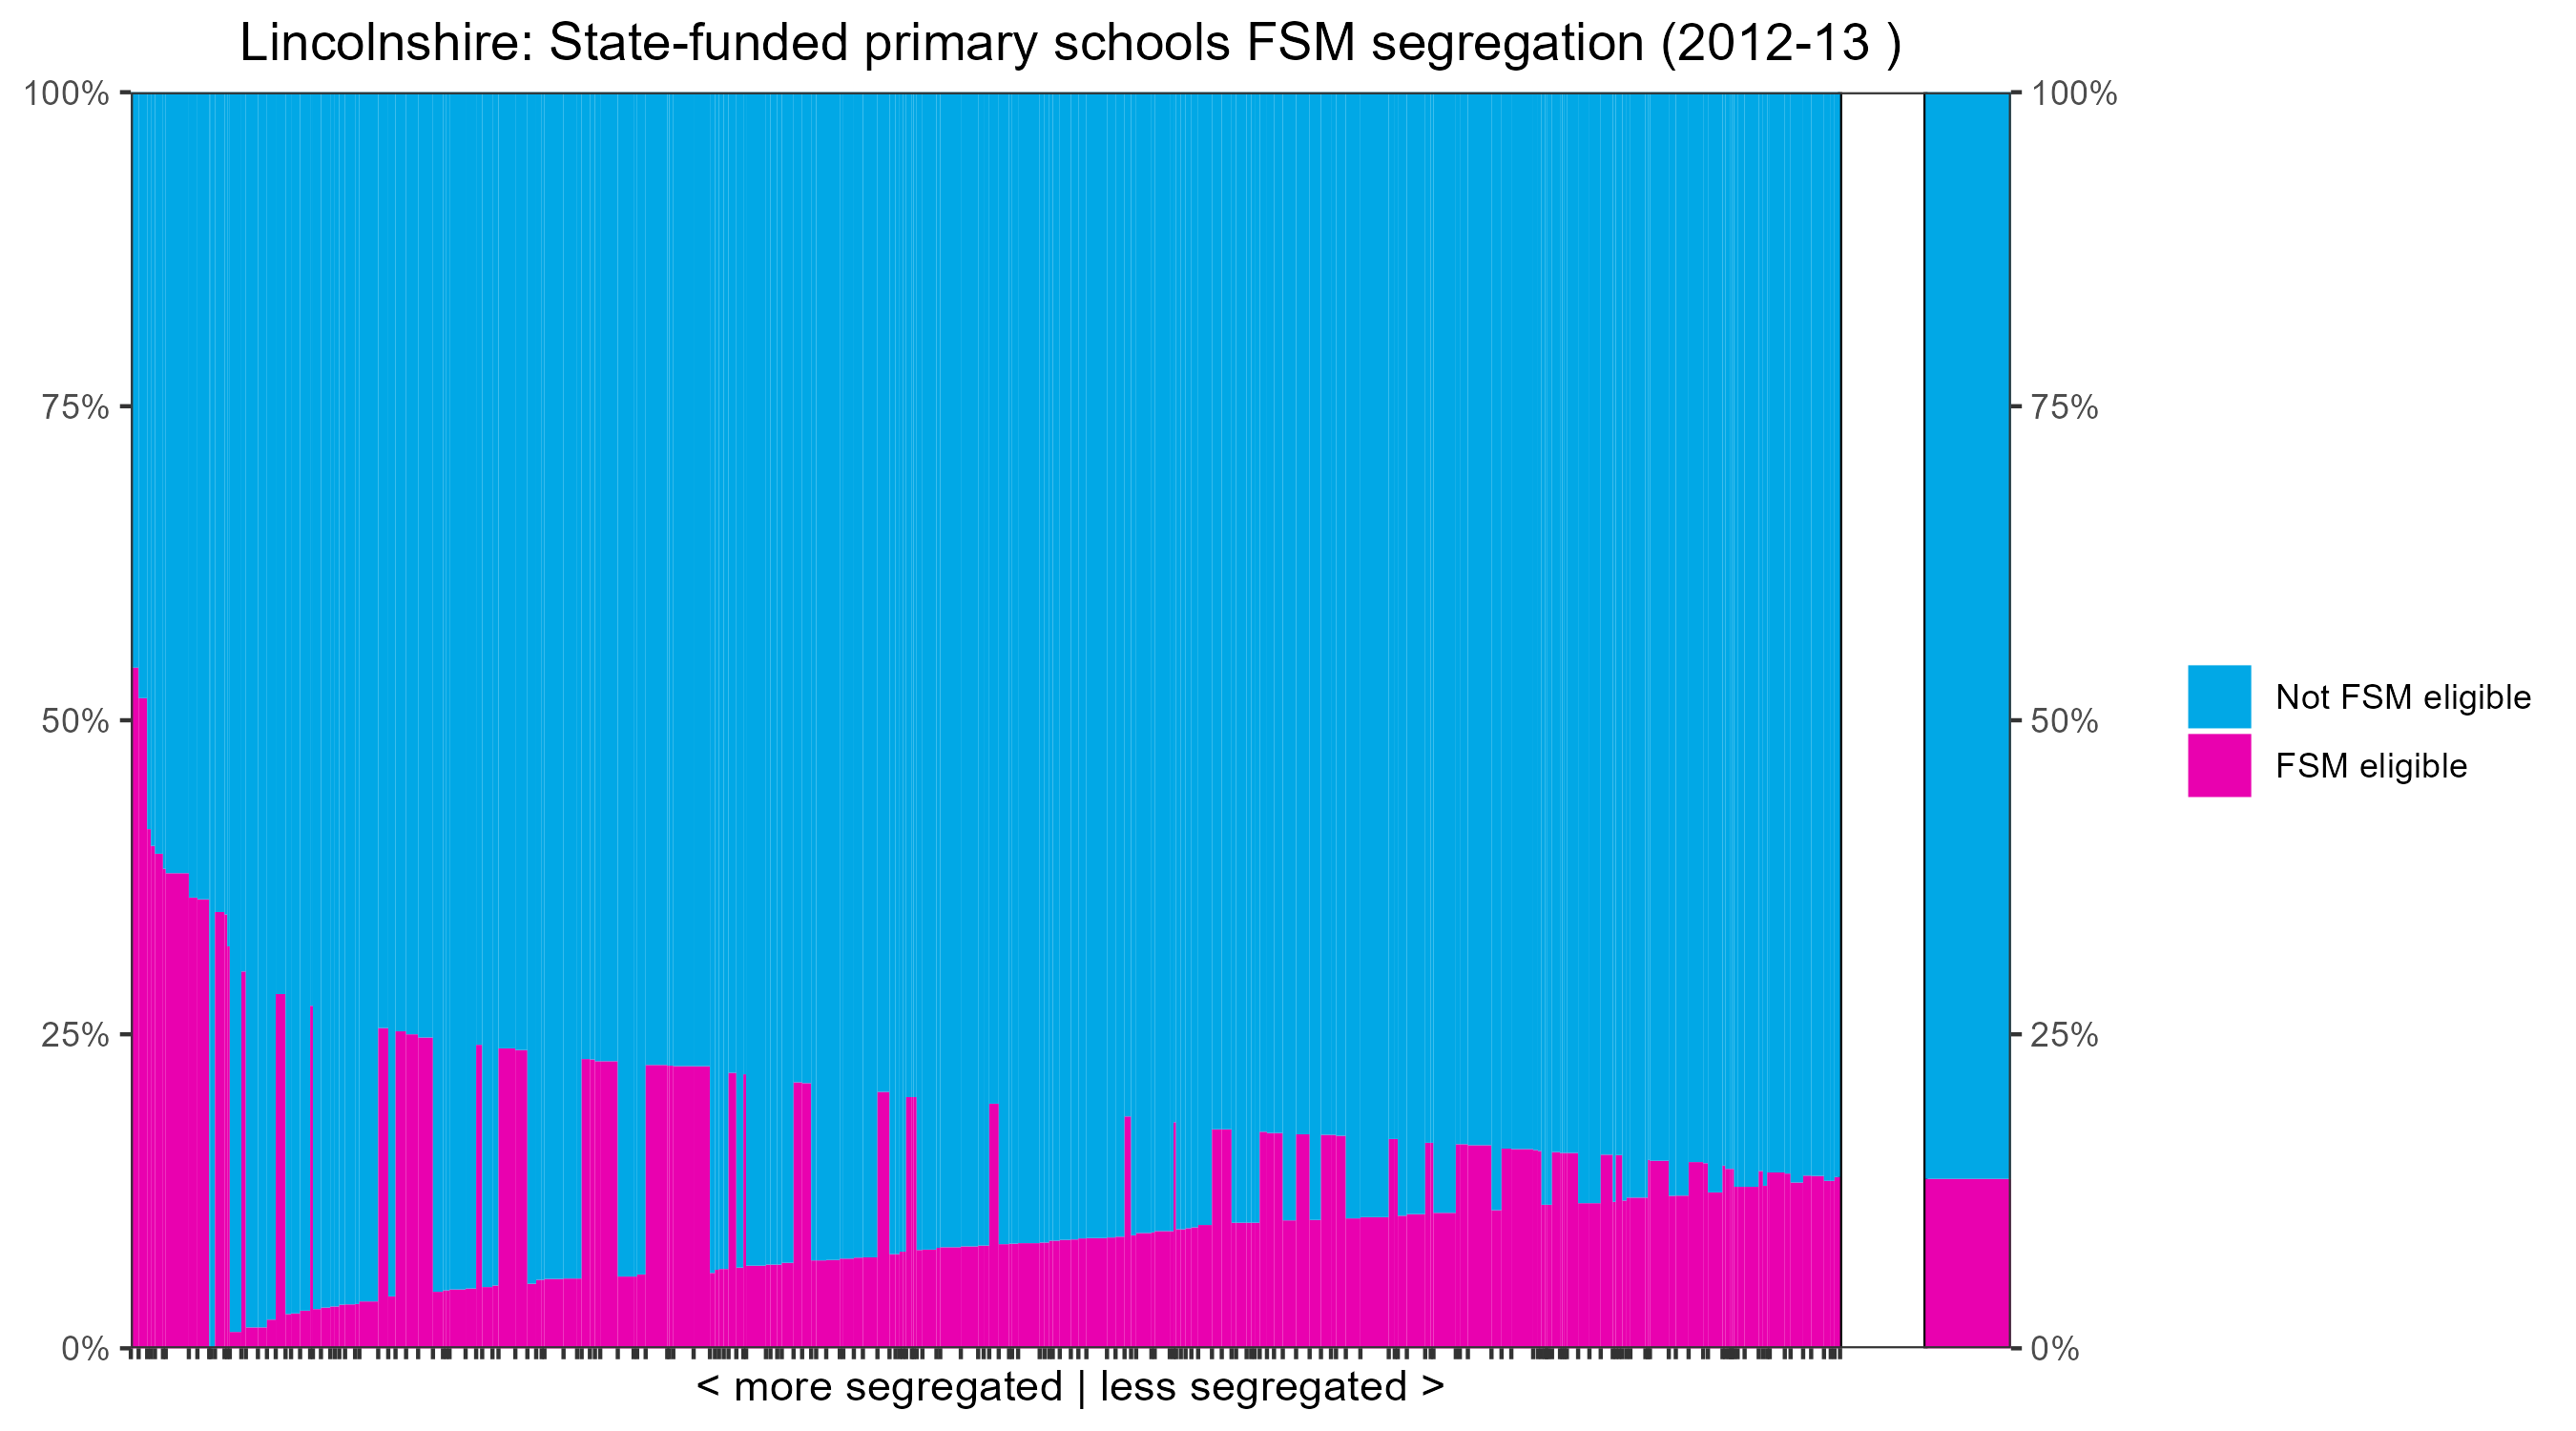 Lincolnshire: State-funded primary schools FSM segregation (2012-13 )
100%
75%
50%
25%
0%
100%
75%
50%
25%
0%
Not FSM eligible
FSM eligible
< more segregated | less segregated >